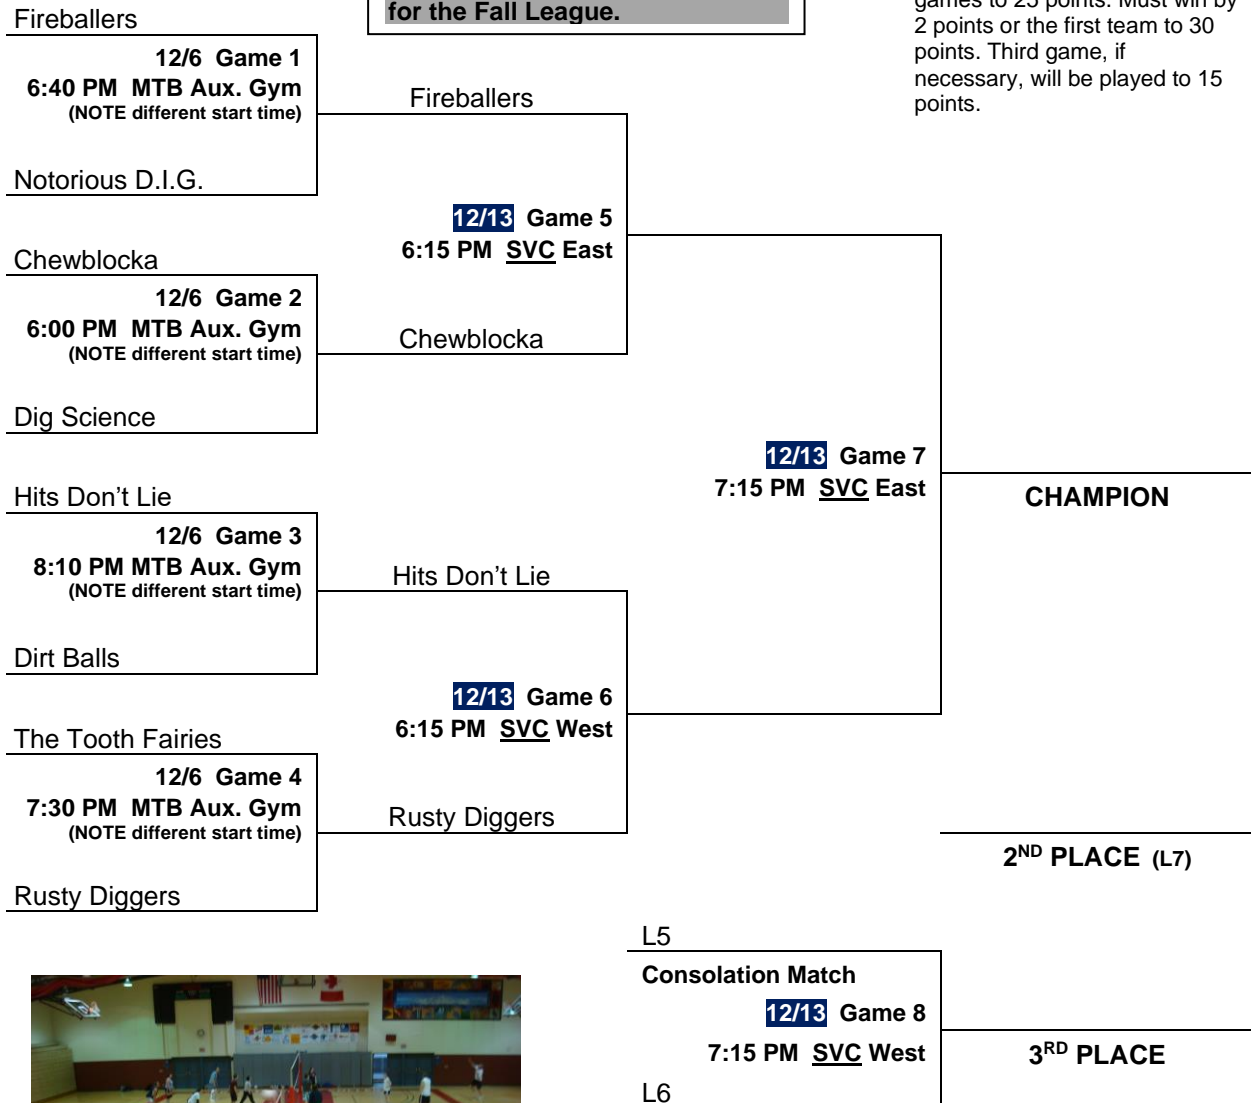 for the Fall League.
games to 25 points. Must win by
2 points or the first team to 30
points. Third game, if
necessary, will be played to 15
points.
Fireballers
12/6 Game 1
6:40 PM MTB Aux. Gym
(NOTE different start time)
Notorious D.I.G.
Fireballers
Chewblocka
12/6 Game 2
6:00 PM MTB Aux. Gym
(NOTE different start time)
Dig Science
Chewblocka
12/13 Game 5
6:15 PM SVC East
Hits Don’t Lie
12/6 Game 3
8:10 PM MTB Aux. Gym
(NOTE different start time)
Dirt Balls
Hits Don’t Lie
The Tooth Fairies
12/6 Game 4
7:30 PM MTB Aux. Gym
(NOTE different start time)
Rusty Diggers
Rusty Diggers
12/13 Game 6
6:15 PM SVC West
12/13 Game 7
7:15 PM SVC East
CHAMPION
2ND PLACE (L7)
L5
Consolation Match
12/13 Game 8
7:15 PM SVC West
L6
3RD PLACE